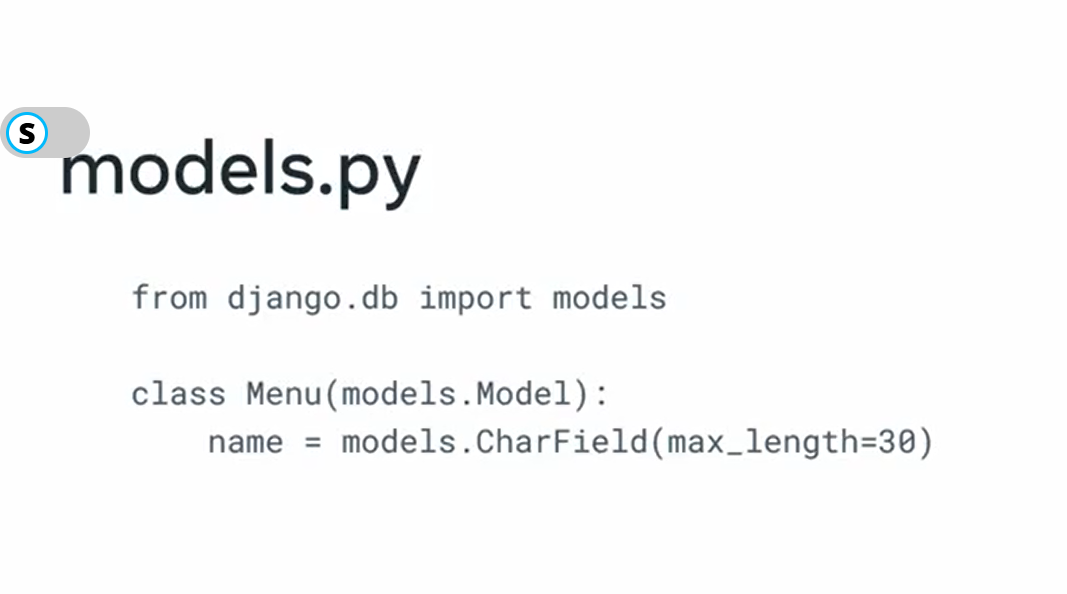 S
models.py
from django.db import models
class Menu(models.Model):
    name = models.CharField(max_length=30)